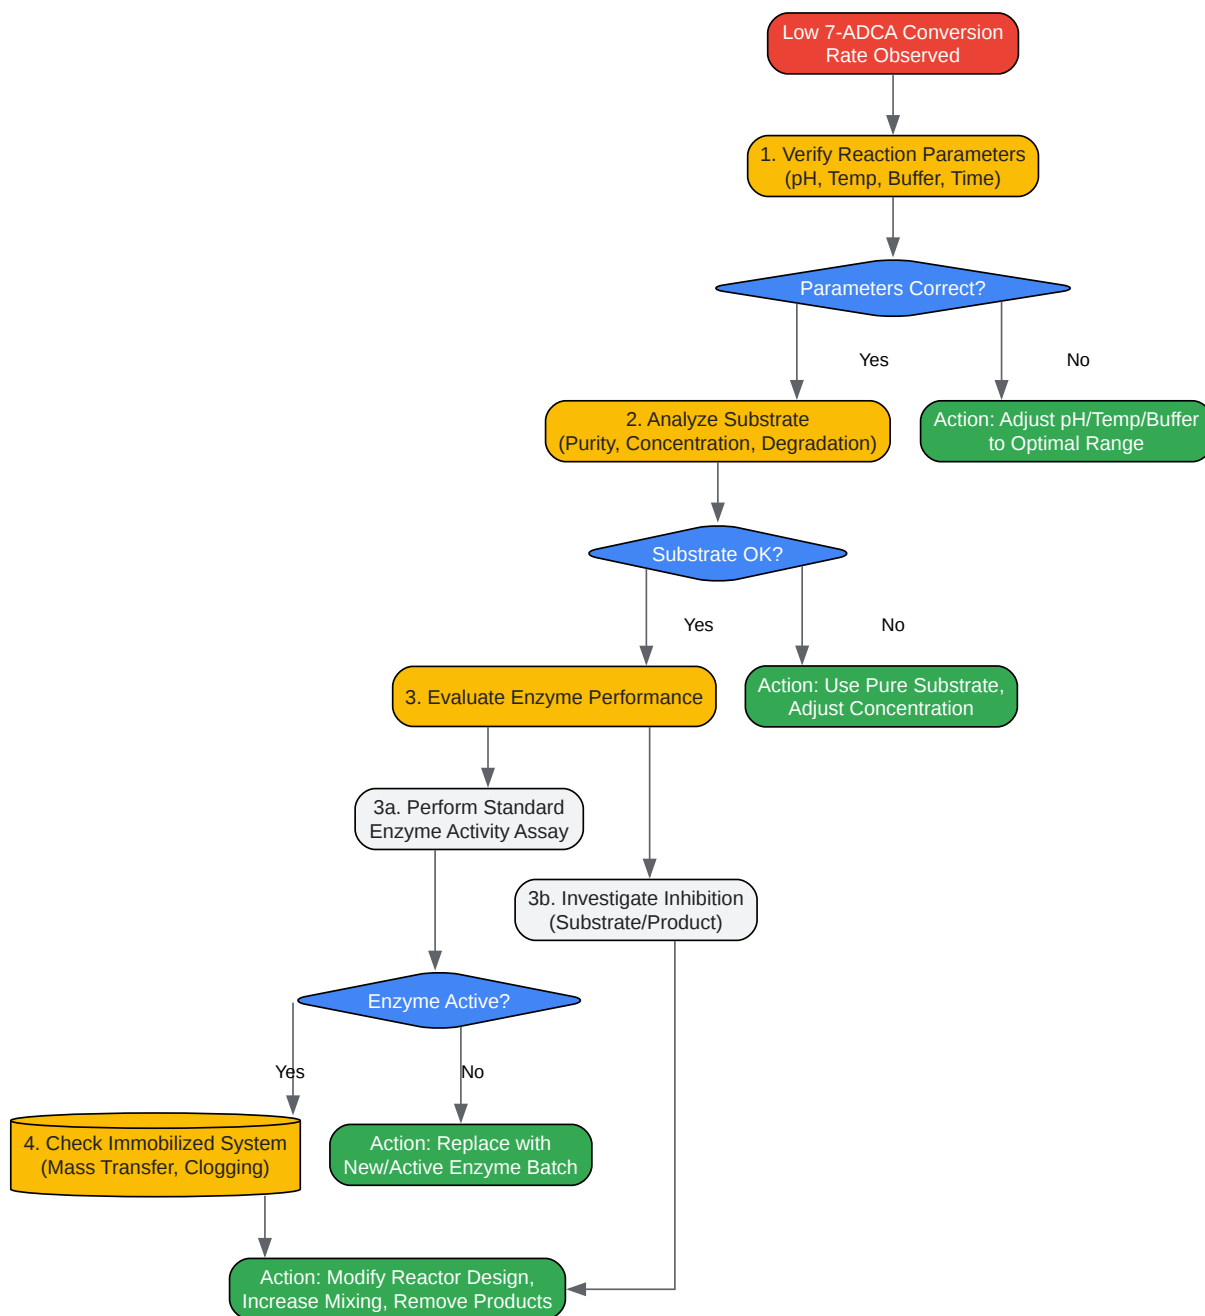 Low 7-ADCA Conversion
Rate Observed
1. Verify Reaction Parameters
(pH, Temp, Buffer, Time)
Parameters Correct?
Yes
No
2. Analyze Substrate
(Purity, Concentration, Degradation)
Action: Adjust pH/Temp/Buffer
to Optimal Range
Substrate OK?
Yes
No
3. Evaluate Enzyme Performance
Action: Use Pure Substrate,
Adjust Concentration
3a. Perform Standard
Enzyme Activity Assay
3b. Investigate Inhibition
(Substrate/Product)
Enzyme Active?
Yes
No
4. Check Immobilized System
(Mass Transfer, Clogging)
Action: Replace with
New/Active Enzyme Batch
Action: Modify Reactor Design,
Increase Mixing, Remove Products